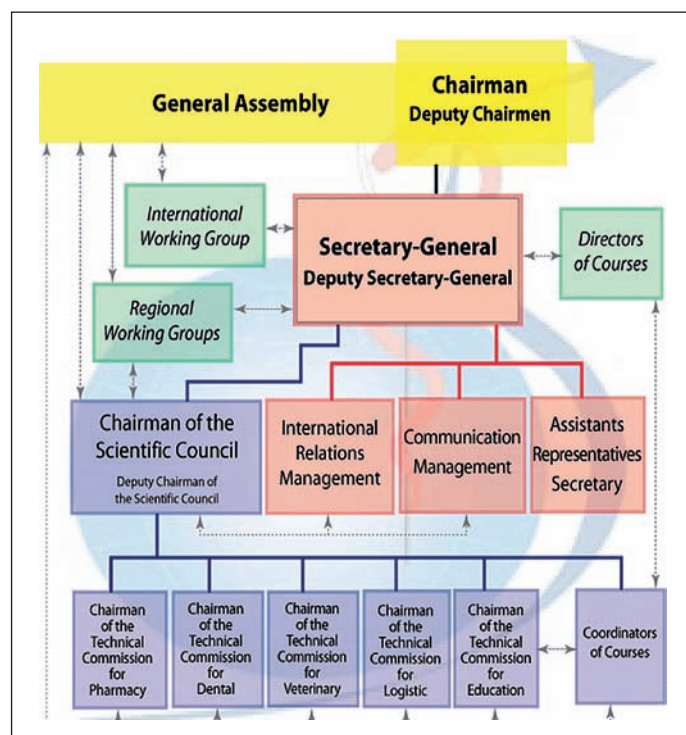 General Assembly
Chairman
Deputy Chairmen
International
Working Group
Secretary-General
Deputy Secretary-General
Directors
of Courses
Regional
Working Groups
Chairman of the
Scientific Council
Deputy Chairman of
the Scientific Council
International
Relations
Management
Communication
Management
Assistants
Representatives
Secretary
Chairman
of the
Technical
Commission
for
Pharmacy
Chairman
of the
Technical
Commission
for
Dental
Chairman
of the
Technical
Commission
for
Veterinary
Chairman
of the
Technical
Commission
for
Logistic
Chairman
of the
Technical
Commission
for
Education
Coordinators
of Courses